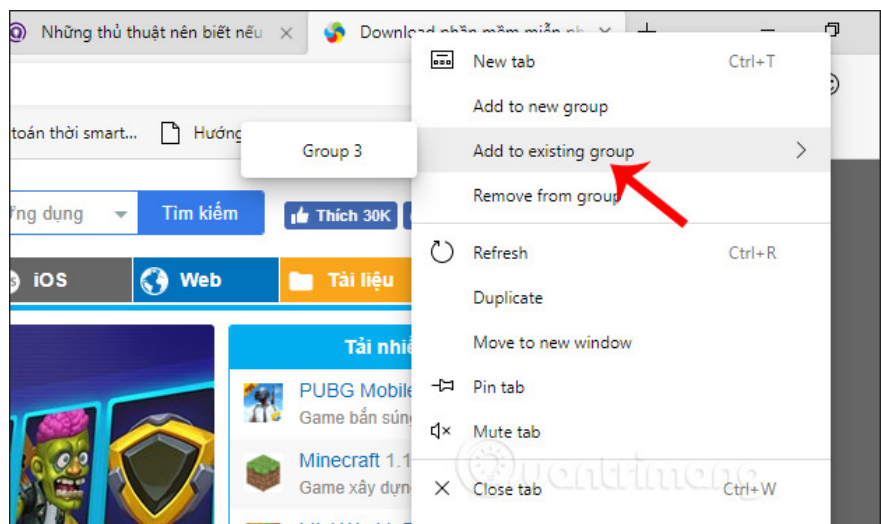 Những thủ thuật nên biết nếu
Download phần mềm miễn ph
New tab Ctrl+T
Add to new group
toán thời smart... Hướng
Group 3
Add to existing group
Remove from group
ứng dụng Tìm kiếm
Thích 30K
Refresh Ctrl+R
iOS Web Tài liệu
Duplicate
Move to new window
Tải nhiề
Pin tab
PUBG Mobile
Game bắn súng
Mute tab
Minecraft 1.1
Game xây dựn
Close tab Ctrl+W
Quantrimang